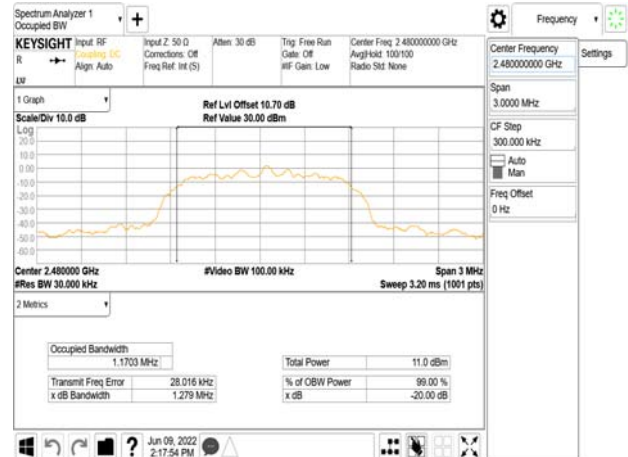 Spectrum Analyzer 1
Occupied BW
Frequency
KEYSIGHT
R
Input: RF
Coupling: DC
Align: Auto
Input Z: 50 Ω
Corrections: Off
Freq Ref: Int (S)
Atten: 30 dB
Trig: Free Run
Gate: Off
#IF Gain: Low
Center Freq: 2.480000000 GHz
Avg|Hold: 100/100
Radio Std: None
Center Frequency
2.480000000 GHz
Settings
Span
3.0000 MHz
CF Step
300.000 kHz
Auto
Man
Freq Offset
0 Hz
1 Graph
Scale/Div 10.0 dB
Ref Lvl Offset 10.70 dB
Ref Value 30.00 dBm
Log
20.0
10.0
0.00
-10.0
-20.0
-30.0
-40.0
-50.0
-60.0
Center 2.480000 GHz
#Res BW 30.000 kHz
#Video BW 100.00 kHz
Span 3 MHz
Sweep 3.20 ms (1001 pts)
2 Metrics
Occupied Bandwidth
1.1703 MHz
Transmit Freq Error 28.016 kHz
x dB Bandwidth 1.279 MHz
Total Power 11.0 dBm
% of OBW Power 99.00 %
x dB -20.00 dB
?
Jun 09, 2022
2:17:54 PM